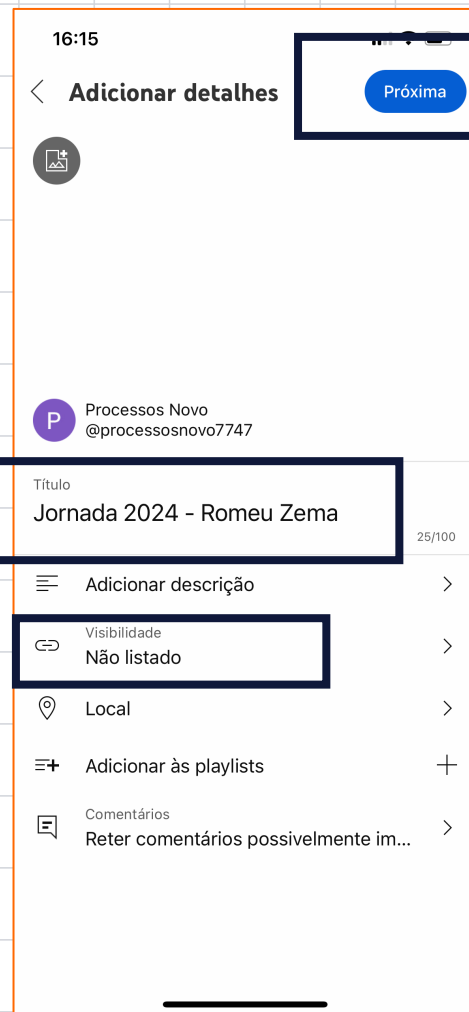 16:15
Adicionar detalhes
Próxima
P
Processos Novo
@processosnovo7747
Título
Jornada 2024 - Romeu Zema
25/100
Adicionar descrição
Visibilidade
Não listado
Local
Adicionar às playlists
Comentários
Reter comentários possivelmente im...